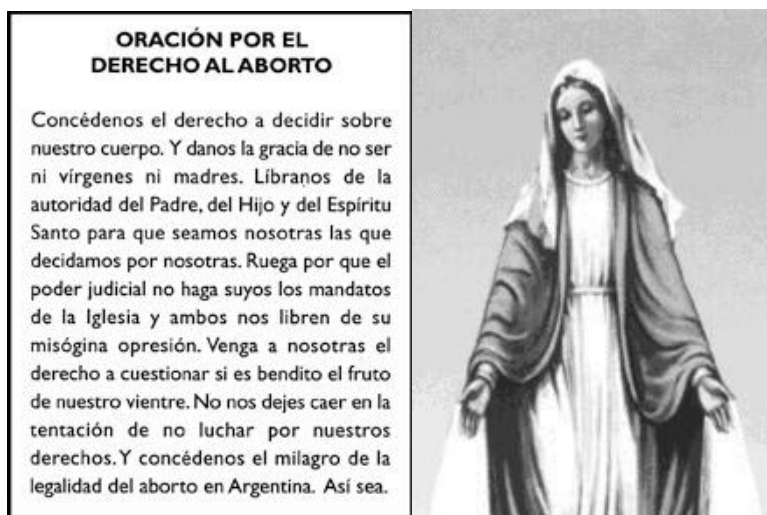 ORACIÓN POR EL
DERECHO AL ABORTO
Concédenos el derecho a decidir sobre
nuestro cuerpo. Y danos la gracia de no ser
ni vírgenes ni madres. Líbranos de la
autoridad del Padre, del Hijo y del Espíritu
Santo para que seamos nosotras las que
decidamos por nosotras. Ruega por que el
poder judicial no haga suyos los mandatos
de la Iglesia y ambos nos libren de su
misógina opresión. Venga a nosotras el
derecho a cuestionar si es bendito el fruto
de nuestro vientre. No nos dejes caer en la
tentación de no luchar por nuestros
derechos. Y concédenos el milagro de la
legalidad del aborto en Argentina. Así sea.